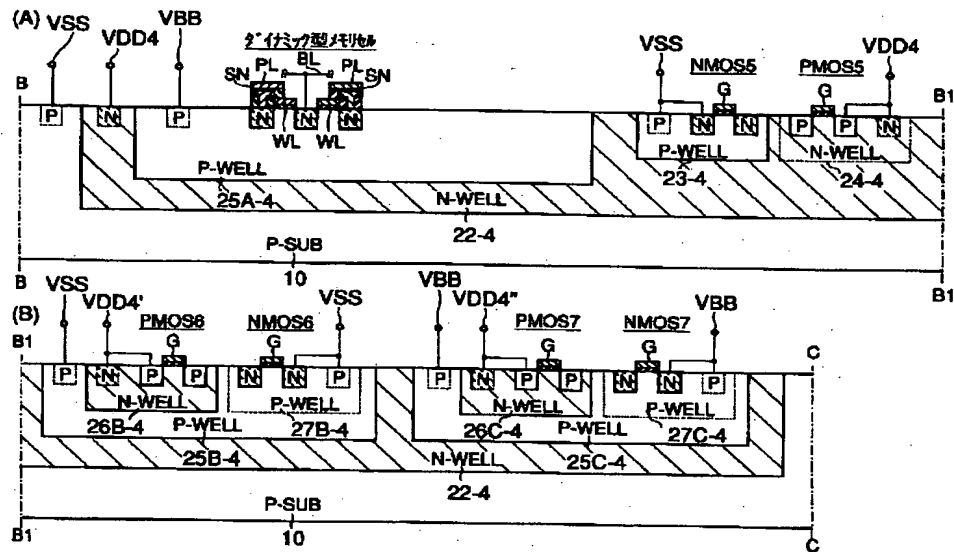 (A)
VSS
VDD4
VBB
ダイナミック型メモリセル
SN PL BL PL SN
VSS
NMOS5
PMOS5
VDD4
B
G
G
B1
P
N
P
N N N
WL WL
P N N
P P N
P-WELL
25A-4
P-WELL
23-4
N-WELL
24-4
N-WELL
22-4
P-SUB
10
B
B1
(B)
VSS
VDD4'
PMOS6
NMOS6
VSS
VBB
VDD4"
PMOS7
NMOS7
VBB
B1
G
G
G
G
C
P
N P P
N N P
P
N P P
N N P
N-WELL
26B-4
P-WELL
27B-4
N-WELL
26C-4
P-WELL
27C-4
P-WELL
25B-4
P-WELL
25C-4
N-WELL
22-4
P-SUB
10
B1
C